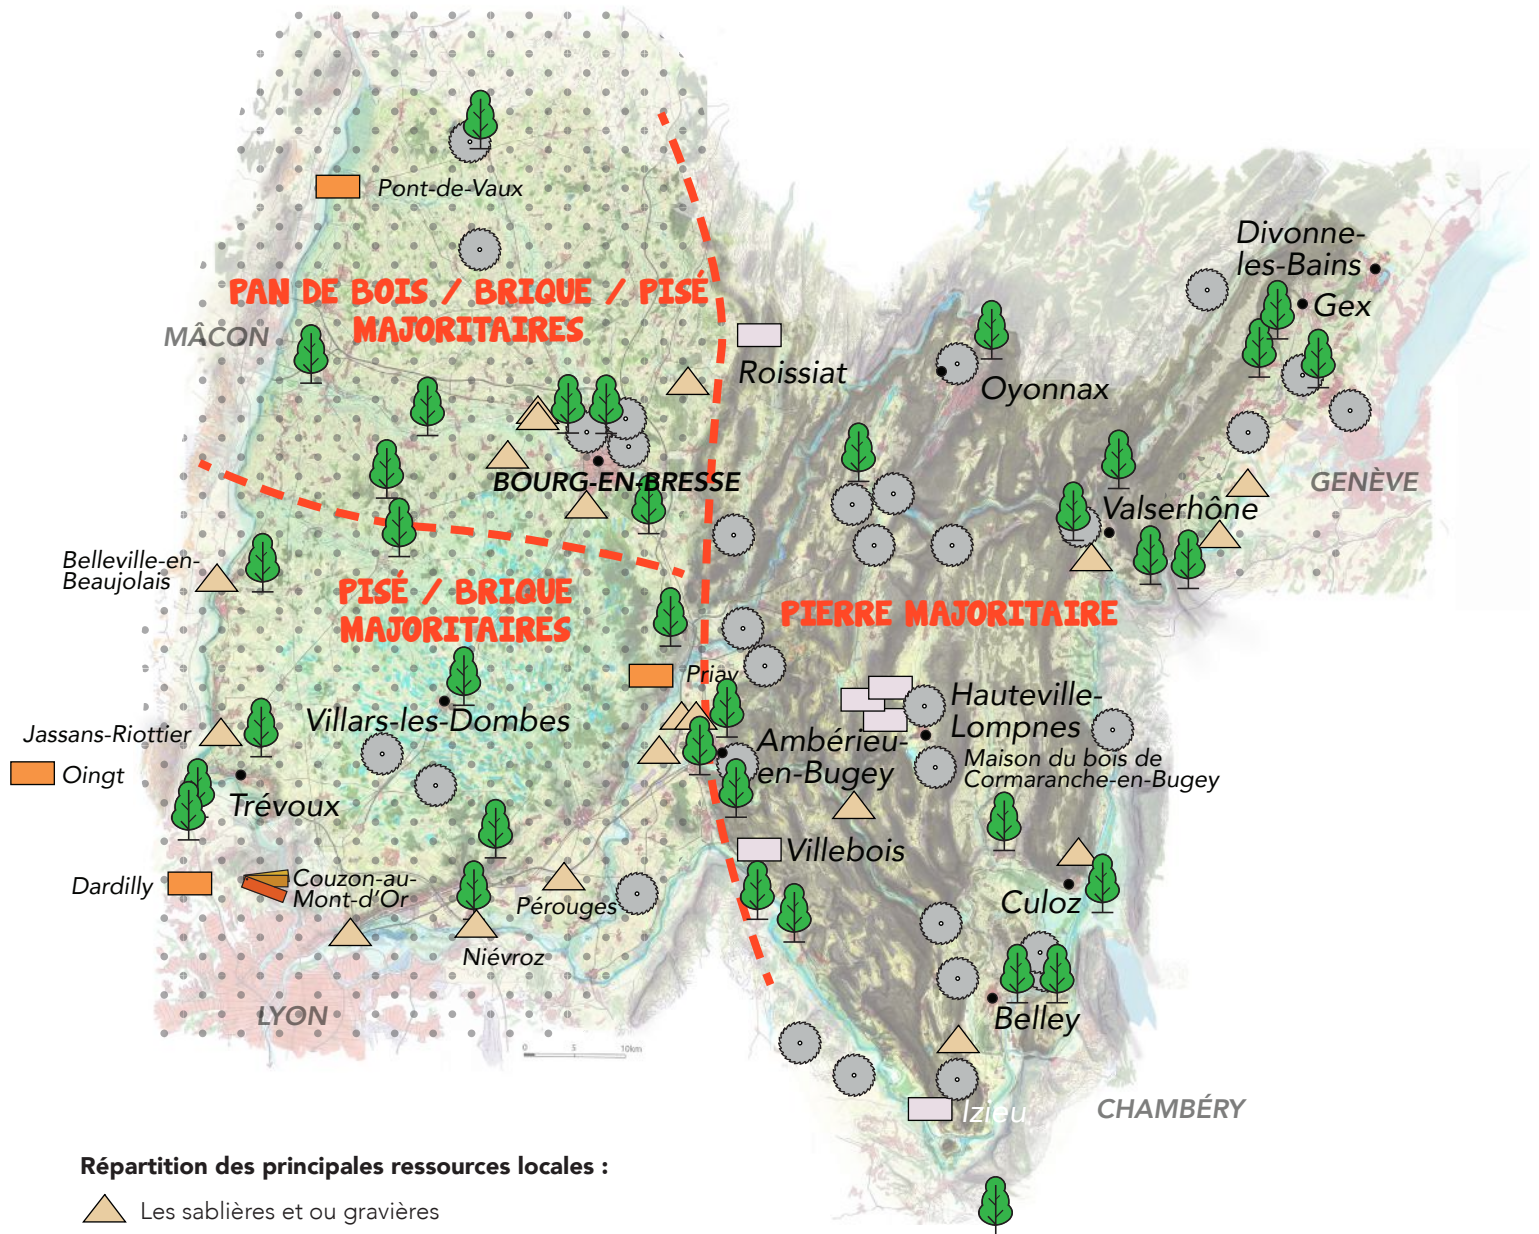 Pont-de-Vaux
Divonne-
les-Bains
Gex
PAN DE BOIS / BRIQUE / PISÉ
MAJORITAIRES
MÂCON
Roissiat
Oyonnax
BOURG-EN-BRESSE
GENÈVE
Valserhône
Belleville-en-
Beaujolais
PISÉ / BRIQUE
MAJORITAIRES
PIERRE MAJORITAIRE
Priay
Hauteville-
Lompnes
Villars-les-Dombes
Jassans-Riottier
Ambérieu-
en-Bugey
Maison du bois de
Cormaranche-en-Bugey
Oingt
Trévoux
Villebois
Dardilly
Couzon-au-
Mont-d'Or
Pérouges
Culoz
Niévroz
LYON
Belley
0 5 10km
Izieu
CHAMBÉRY
Répartition des principales ressources locales :
Les sablières et ou gravières